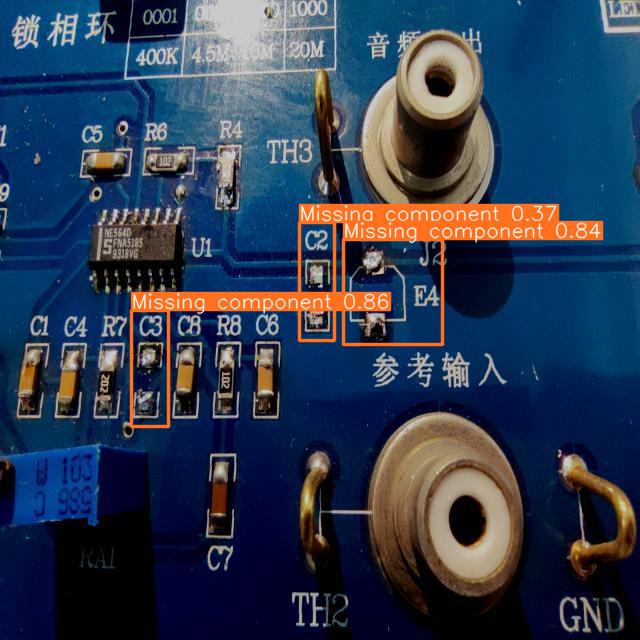 锁相环
0001
1000
400K
4.5M
20M
音频
出
C5
R6
R4
TH3
Missing component 0.37
Missing component 0.84
C2
J2
NE564D
U1
E4
Missing component 0.86
C1
C4
R7
C3
C8
R8
C6
102
参考输入
W 103
C7
RA1
TH2
GND